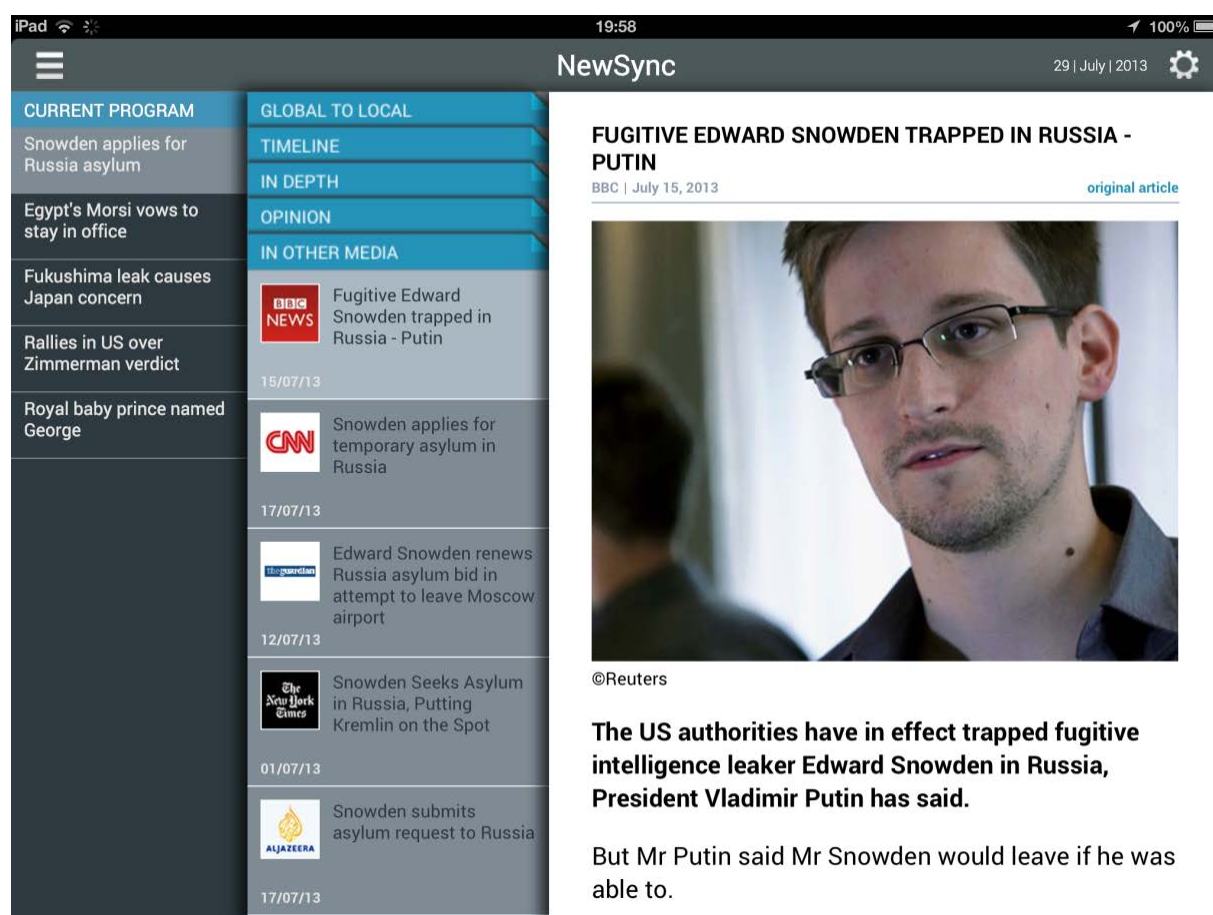 iPad
19:58
100%
NewSync
29 | July | 2013
CURRENT PROGRAM
Snowden applies for
Russia asylum
Egypt's Morsi vows to
stay in office
Fukushima leak causes
Japan concern
Rallies in US over
Zimmerman verdict
Royal baby prince named
George
GLOBAL TO LOCAL
TIMELINE
IN DEPTH
OPINION
IN OTHER MEDIA
BBC
NEWS
Fugitive Edward
Snowden trapped in
Russia - Putin
15/07/13
CNN
Snowden applies for
temporary asylum in
Russia
17/07/13
theguardian
Edward Snowden renews
Russia asylum bid in
attempt to leave Moscow
airport
12/07/13
The
New York
Times
Snowden Seeks Asylum
in Russia, Putting
Kremlin on the Spot
01/07/13
ALJAZEERA
Snowden submits
asylum request to Russia
17/07/13
FUGITIVE EDWARD SNOWDEN TRAPPED IN RUSSIA -
PUTIN
BBC | July 15, 2013
original article
©Reuters
The US authorities have in effect trapped fugitive
intelligence leaker Edward Snowden in Russia,
President Vladimir Putin has said.
But Mr Putin said Mr Snowden would leave if he was
able to.